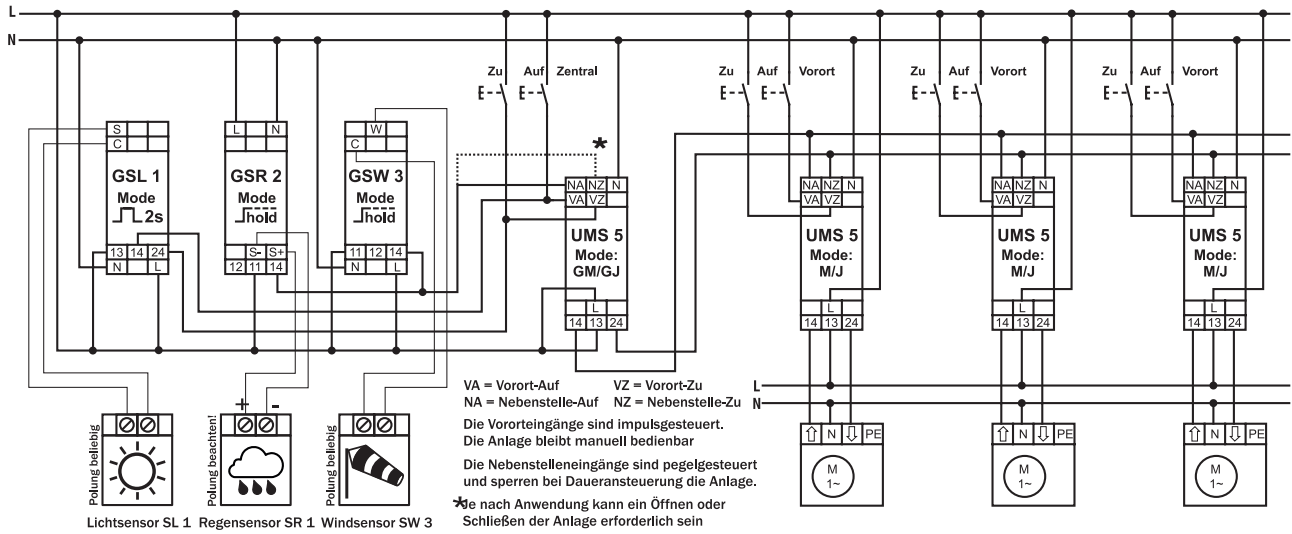 L
N
Zu Auf Zentral
Zu Auf Vorort
Zu Auf Vorort
Zu Auf Vorort
S
C
GSL 1
Mode
2s
13 14 24
N L
L N
GSR 2
Mode
hold
S- S+
12 11 14
W
C
GSW 3
Mode
hold
11 12 14
N L
*
NA NZ N
VA VZ
UMS 5
Mode:
GM/GJ
L
14 13 24
NA NZ N
VA VZ
UMS 5
Mode:
M/J
L
14 13 24
NA NZ N
VA VZ
UMS 5
Mode:
M/J
L
14 13 24
NA NZ N
VA VZ
UMS 5
Mode:
M/J
L
14 13 24
VA = Vorort-Auf VZ = Vorort-Zu
NA = Nebenstelle-Auf NZ = Nebenstelle-Zu
Die Vororteingänge sind impulsgesteuert.
Die Anlage bleibt manuell bedienbar
Die Nebenstelleneingänge sind pegelgesteuert
und sperren bei Daueransteuerung die Anlage.
*Je nach Anwendung kann ein Öffnen oder
Schließen der Anlage erforderlich sein
L
N
N PE
M
1~
N PE
M
1~
N PE
M
1~
Polung beliebig
Lichtsensor SL 1
+ -
Polung beachten!
Regensensor SR 1
Polung beliebig
Windsensor SW 3